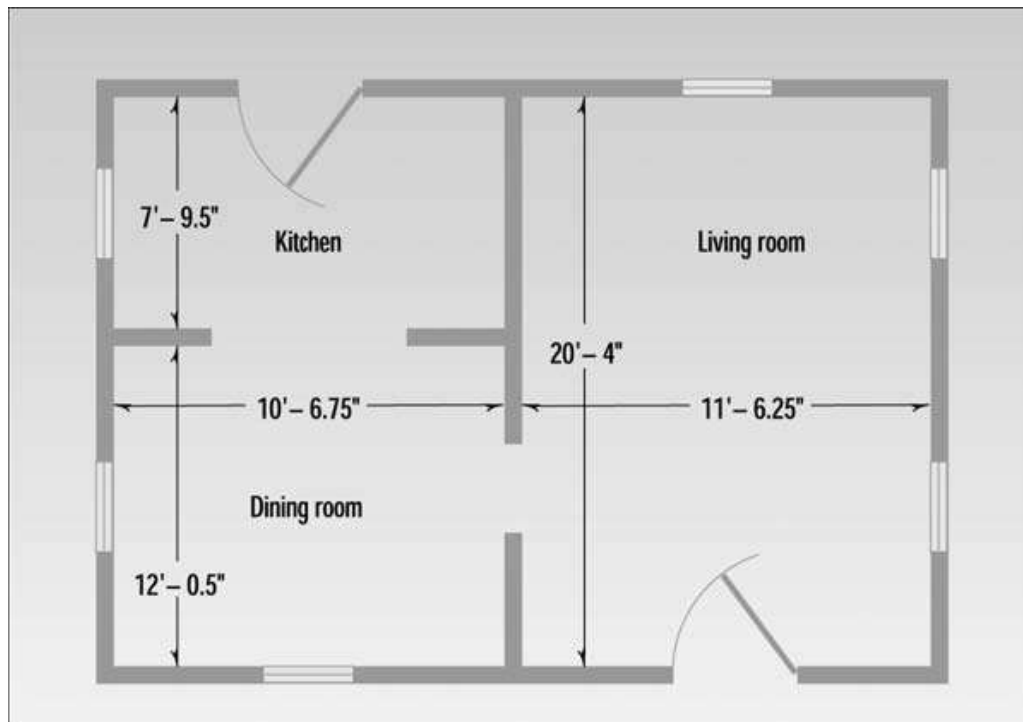 7'– 9.5"
Kitchen
Living room
20'– 4"
10'– 6.75"
11'– 6.25"
Dining room
12'– 0.5"